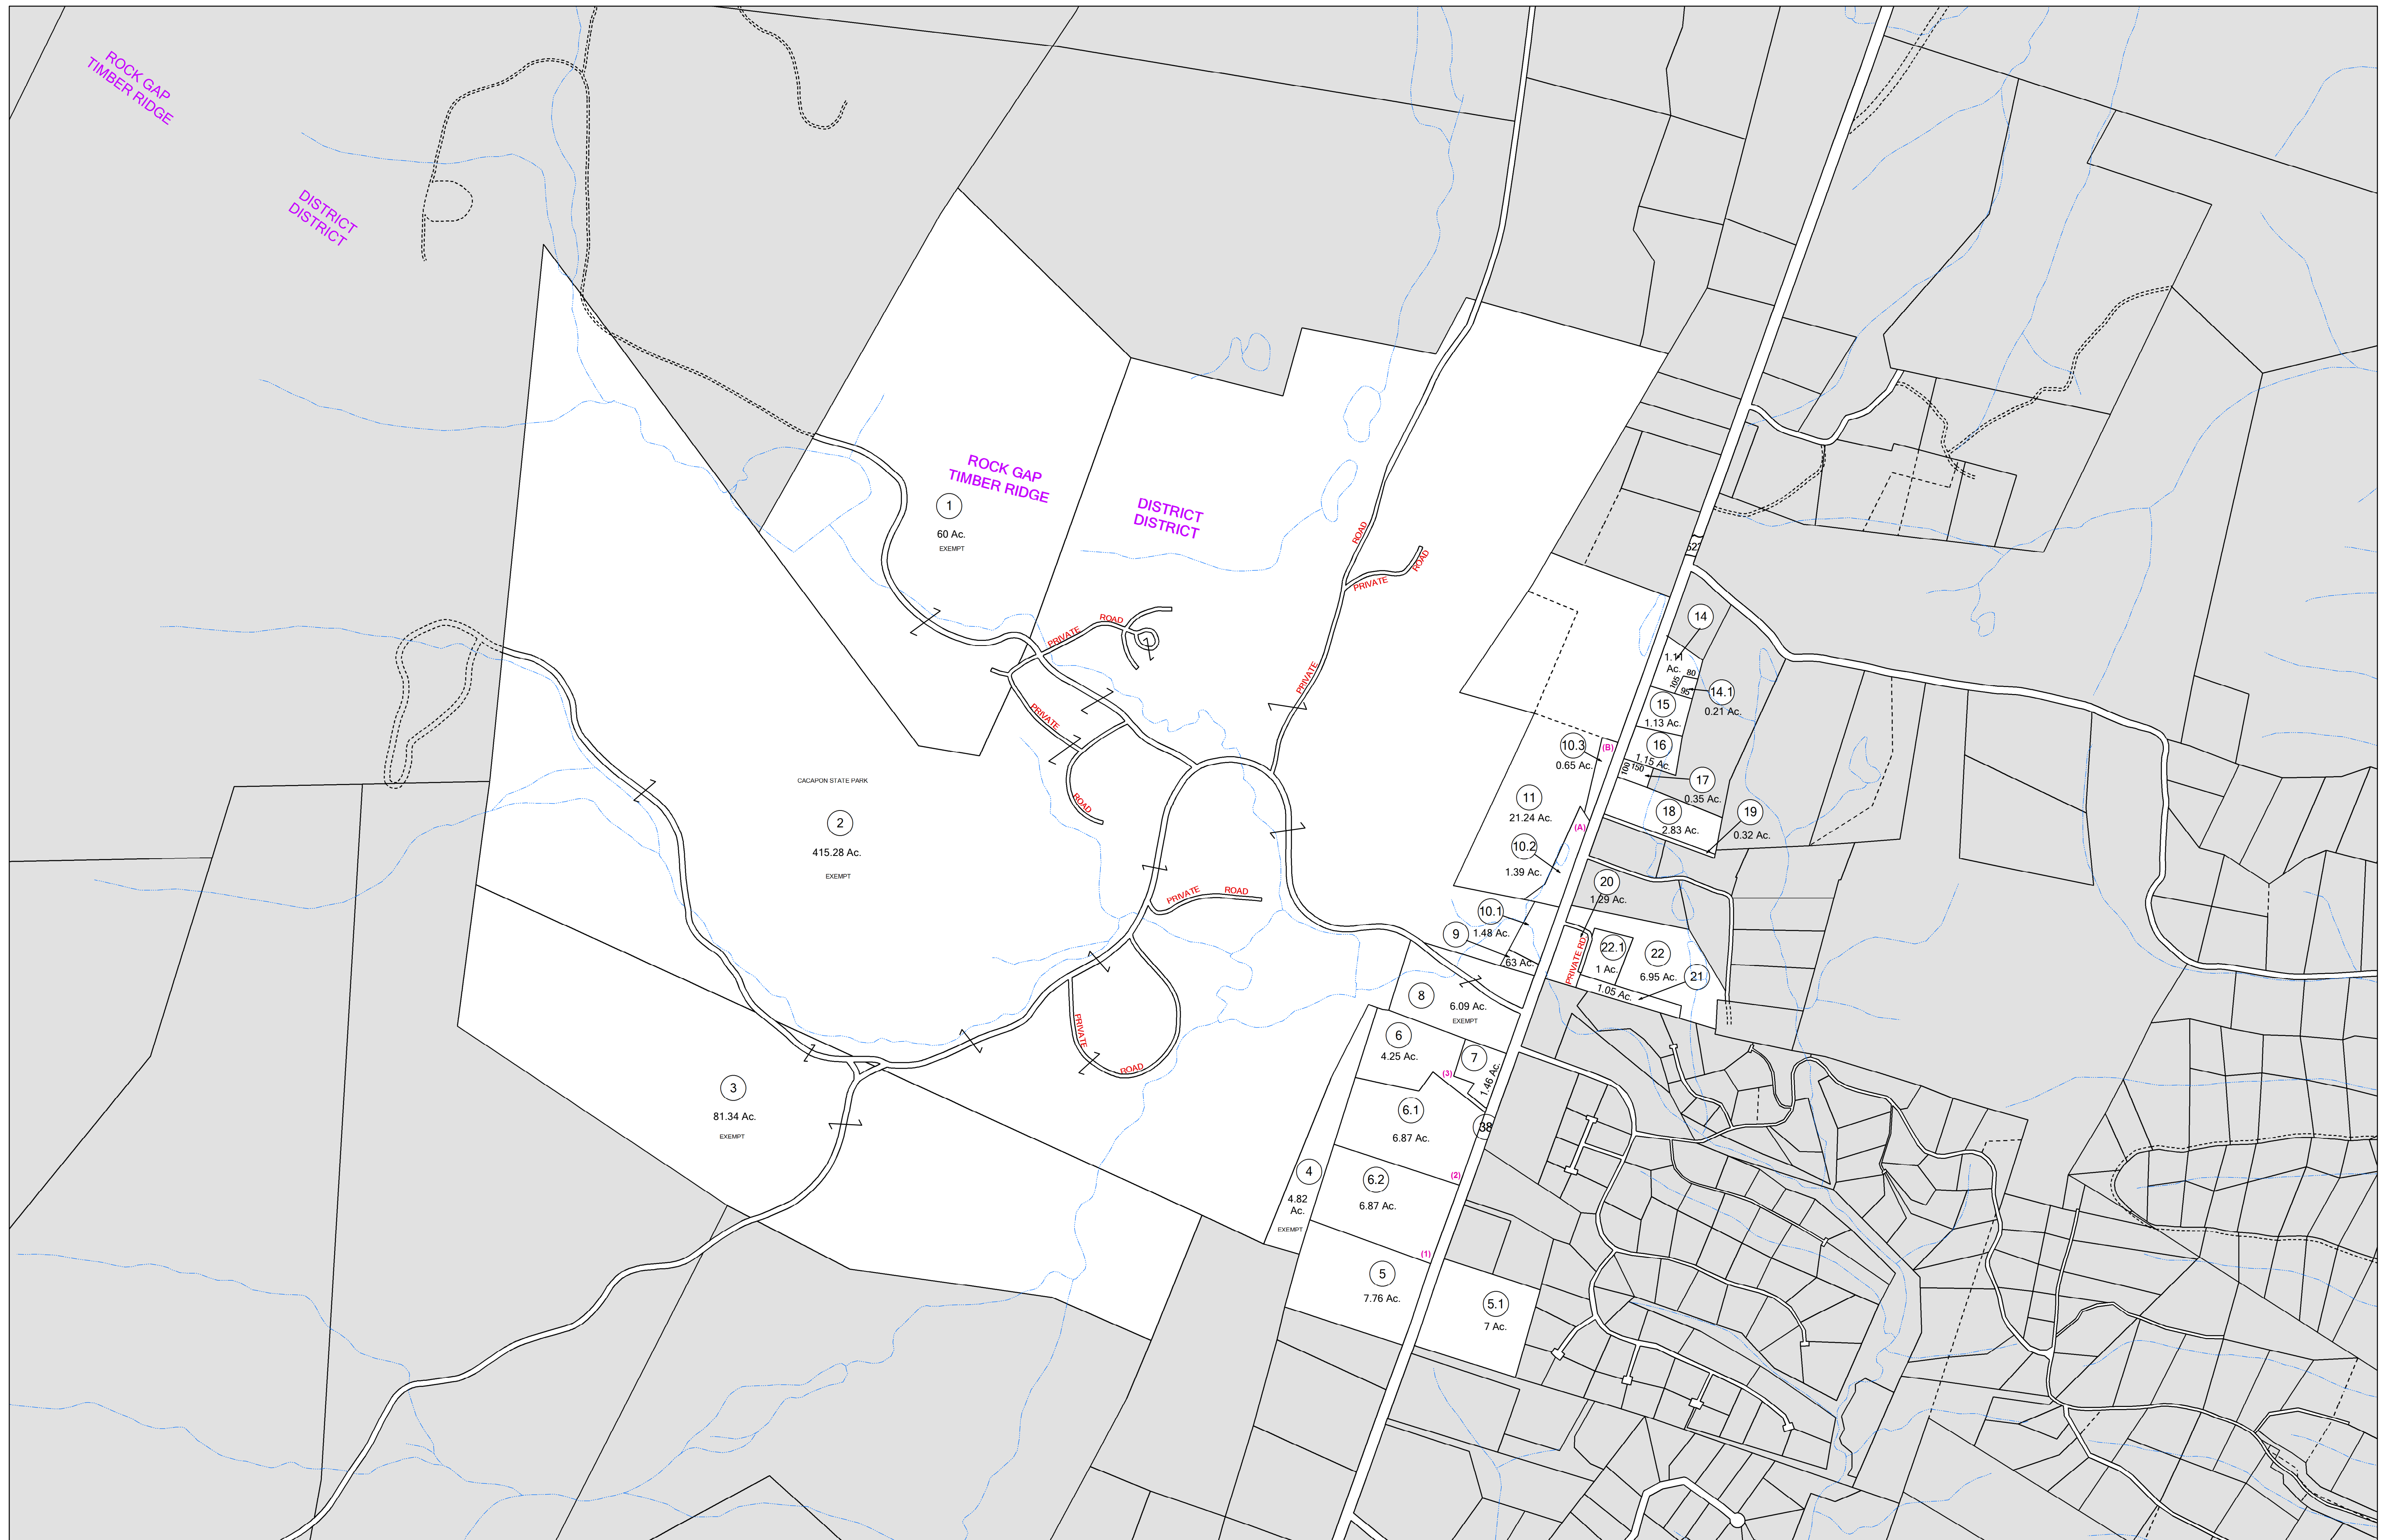 ROCK GAP
TIMBER RIDGE
DISTRICT
DISTRICT
ROCK GAP
TIMBER RIDGE
DISTRICT
DISTRICT
1
60 Ac.
EXEMPT
ROAD
PRIVATE
ROAD
PRIVATE
PRIVATE
ROAD
PRIVATE
ROAD
CACAPON STATE PARK
2
415.28 Ac.
EXEMPT
PRIVATE
ROAD
PRIVATE
ROAD
3
81.34 Ac.
EXEMPT
14
1.11
Ac.
80
105
95
14.1
0.21 Ac.
15
1.13 Ac.
16
1.15 Ac.
100
150
17
0.35 Ac.
18
2.83 Ac.
19
0.32 Ac.
10.3
0.65 Ac.
(B)
11
21.24 Ac.
(A)
10.2
1.39 Ac.
20
1.29 Ac.
10.1
1.48 Ac.
9
.63 Ac.
PRIVATE RD.
22.1
1 Ac.
22
6.95 Ac.
21
1.05 Ac.
8
6.09 Ac.
EXEMPT
6
4.25 Ac.
7
1.46 Ac.
(3)
6.1
6.87 Ac.
38
4
4.82
Ac.
EXEMPT
(2)
6.2
6.87 Ac.
(1)
5
7.76 Ac.
5.1
7 Ac.